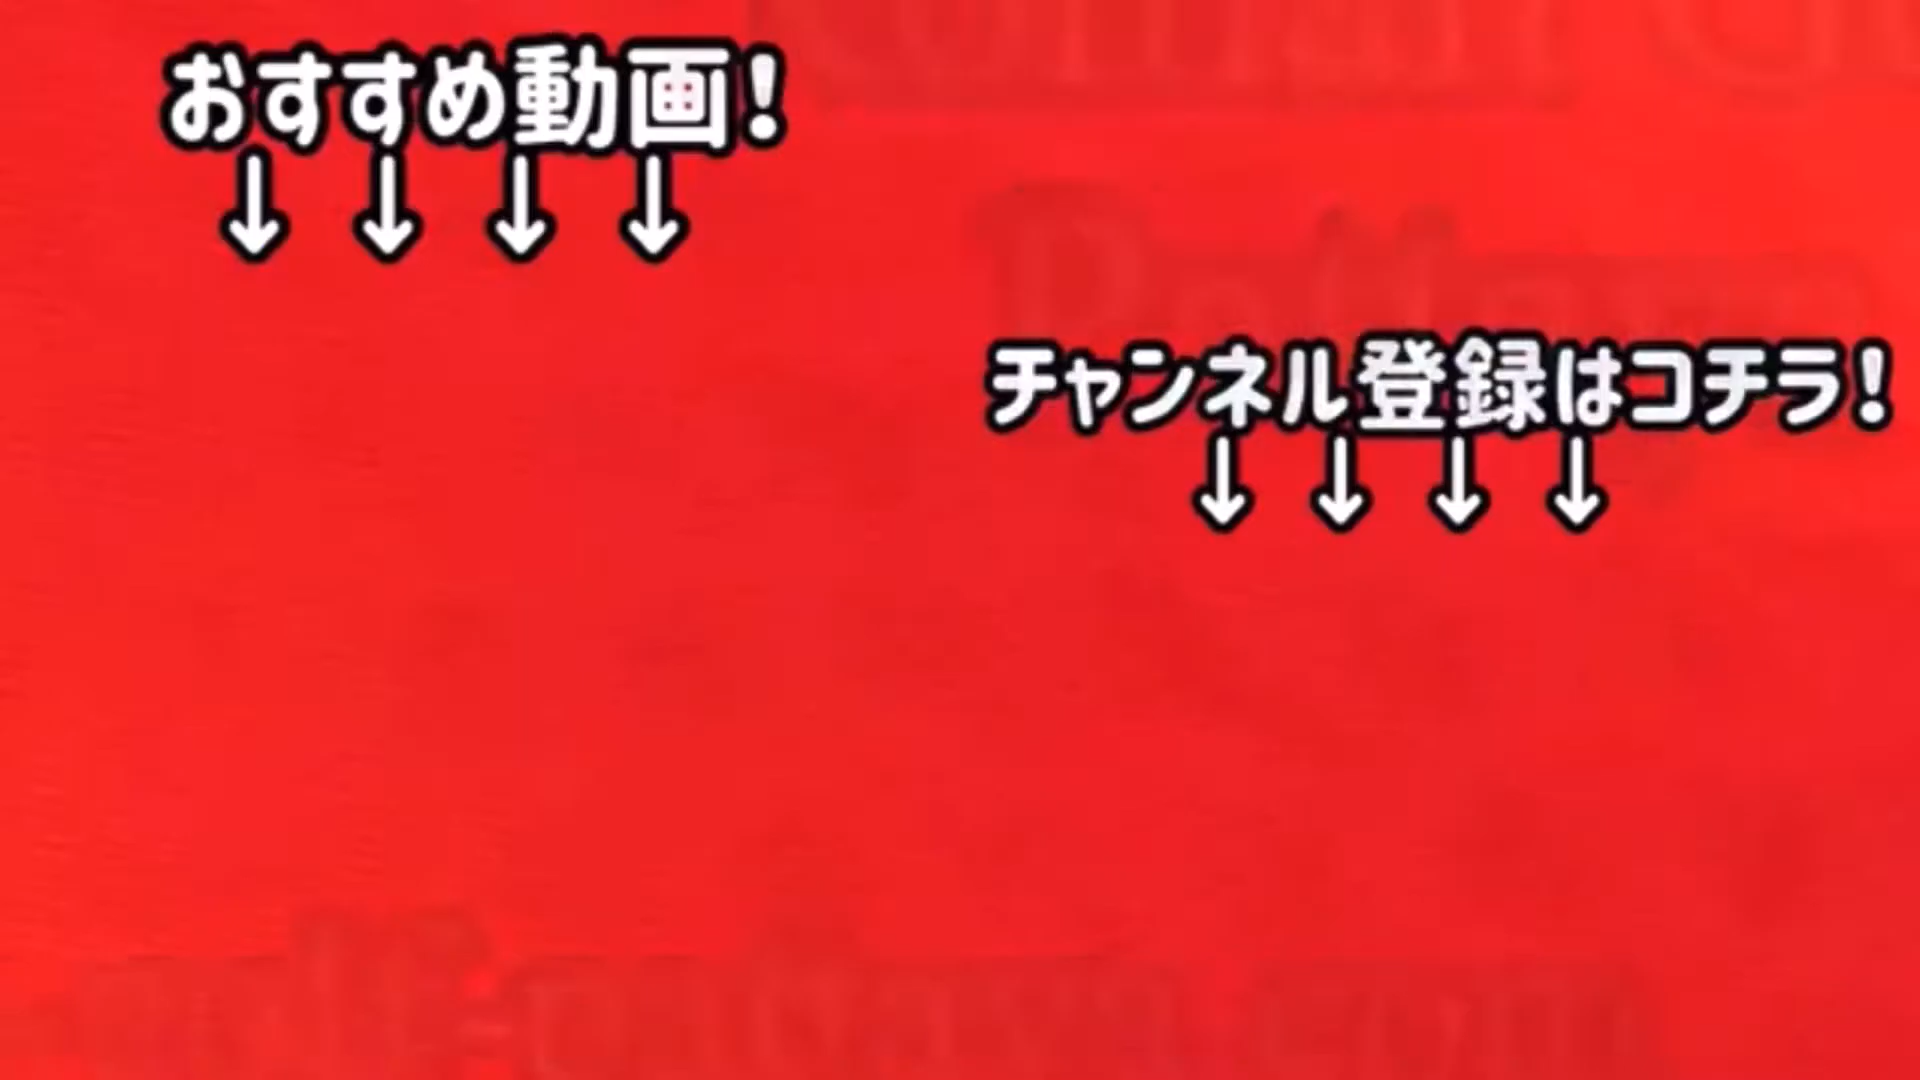 おすすめ動画！
↓ ↓ ↓ ↓
チャンネル登録はコチラ！
↓ ↓ ↓ ↓